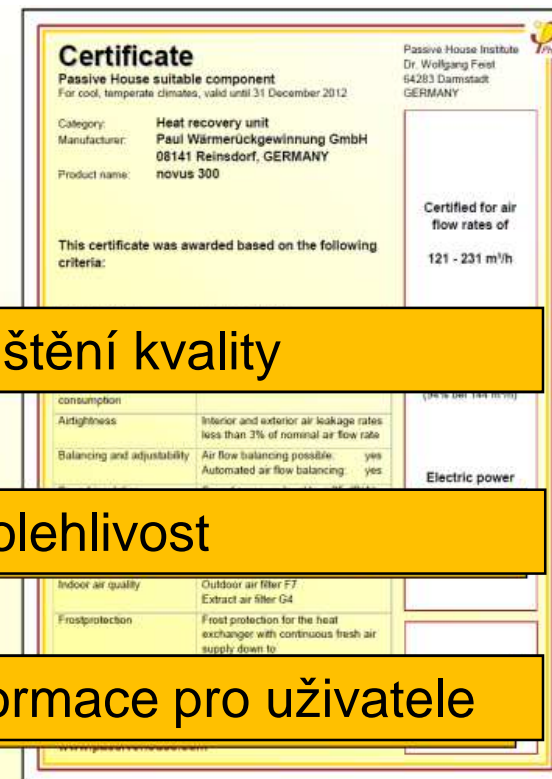 Certificate
Passive House suitable component
For cool, temperate climates, valid until 31 December 2012
Passive House Institute
Dr. Wolfgang Feist
64283 Darmstadt
GERMANY
Category: Heat recovery unit
Manufacturer: Paul Wärmerückgewinnung GmbH
08141 Reinsdorf, GERMANY
Product name: novus 300
This certificate was awarded based on the following
criteria:
Certified for air
flow rates of
121 - 231 m³/h
ištění kvality
consumption
Airtightness Interior and exterior air leakage rates
less than 3% of nominal air flow rate
Balancing and adjustability Air flow balancing possible: yes
Automated air flow balancing: yes
Electric power
olehlivost
Indoor air quality Outdoor air filter F7
Extract air filter G4
Frostprotection Frost protection for the heat
exchanger with continuous fresh air
supply down to
ormace pro uživatele